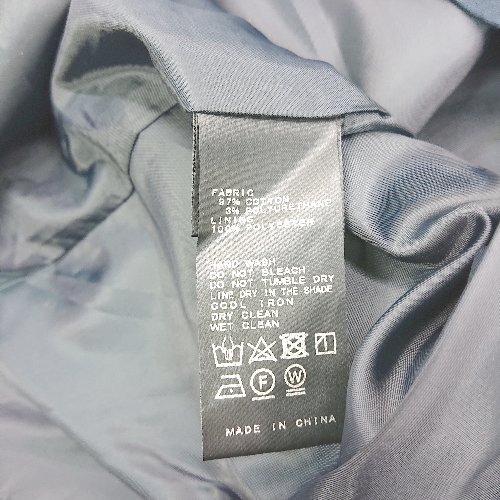 FABRIC
97% COTTON
3% POLYURET
LINING
100% POLYESTER
HAND WASH
DO NOT BLEACH
DO NOT TUMBLE DRY
LINE DRY IN THE SHADE
COOL IRON
DRY CLEAN
WET CLEAN
F W
MADE IN CHINA